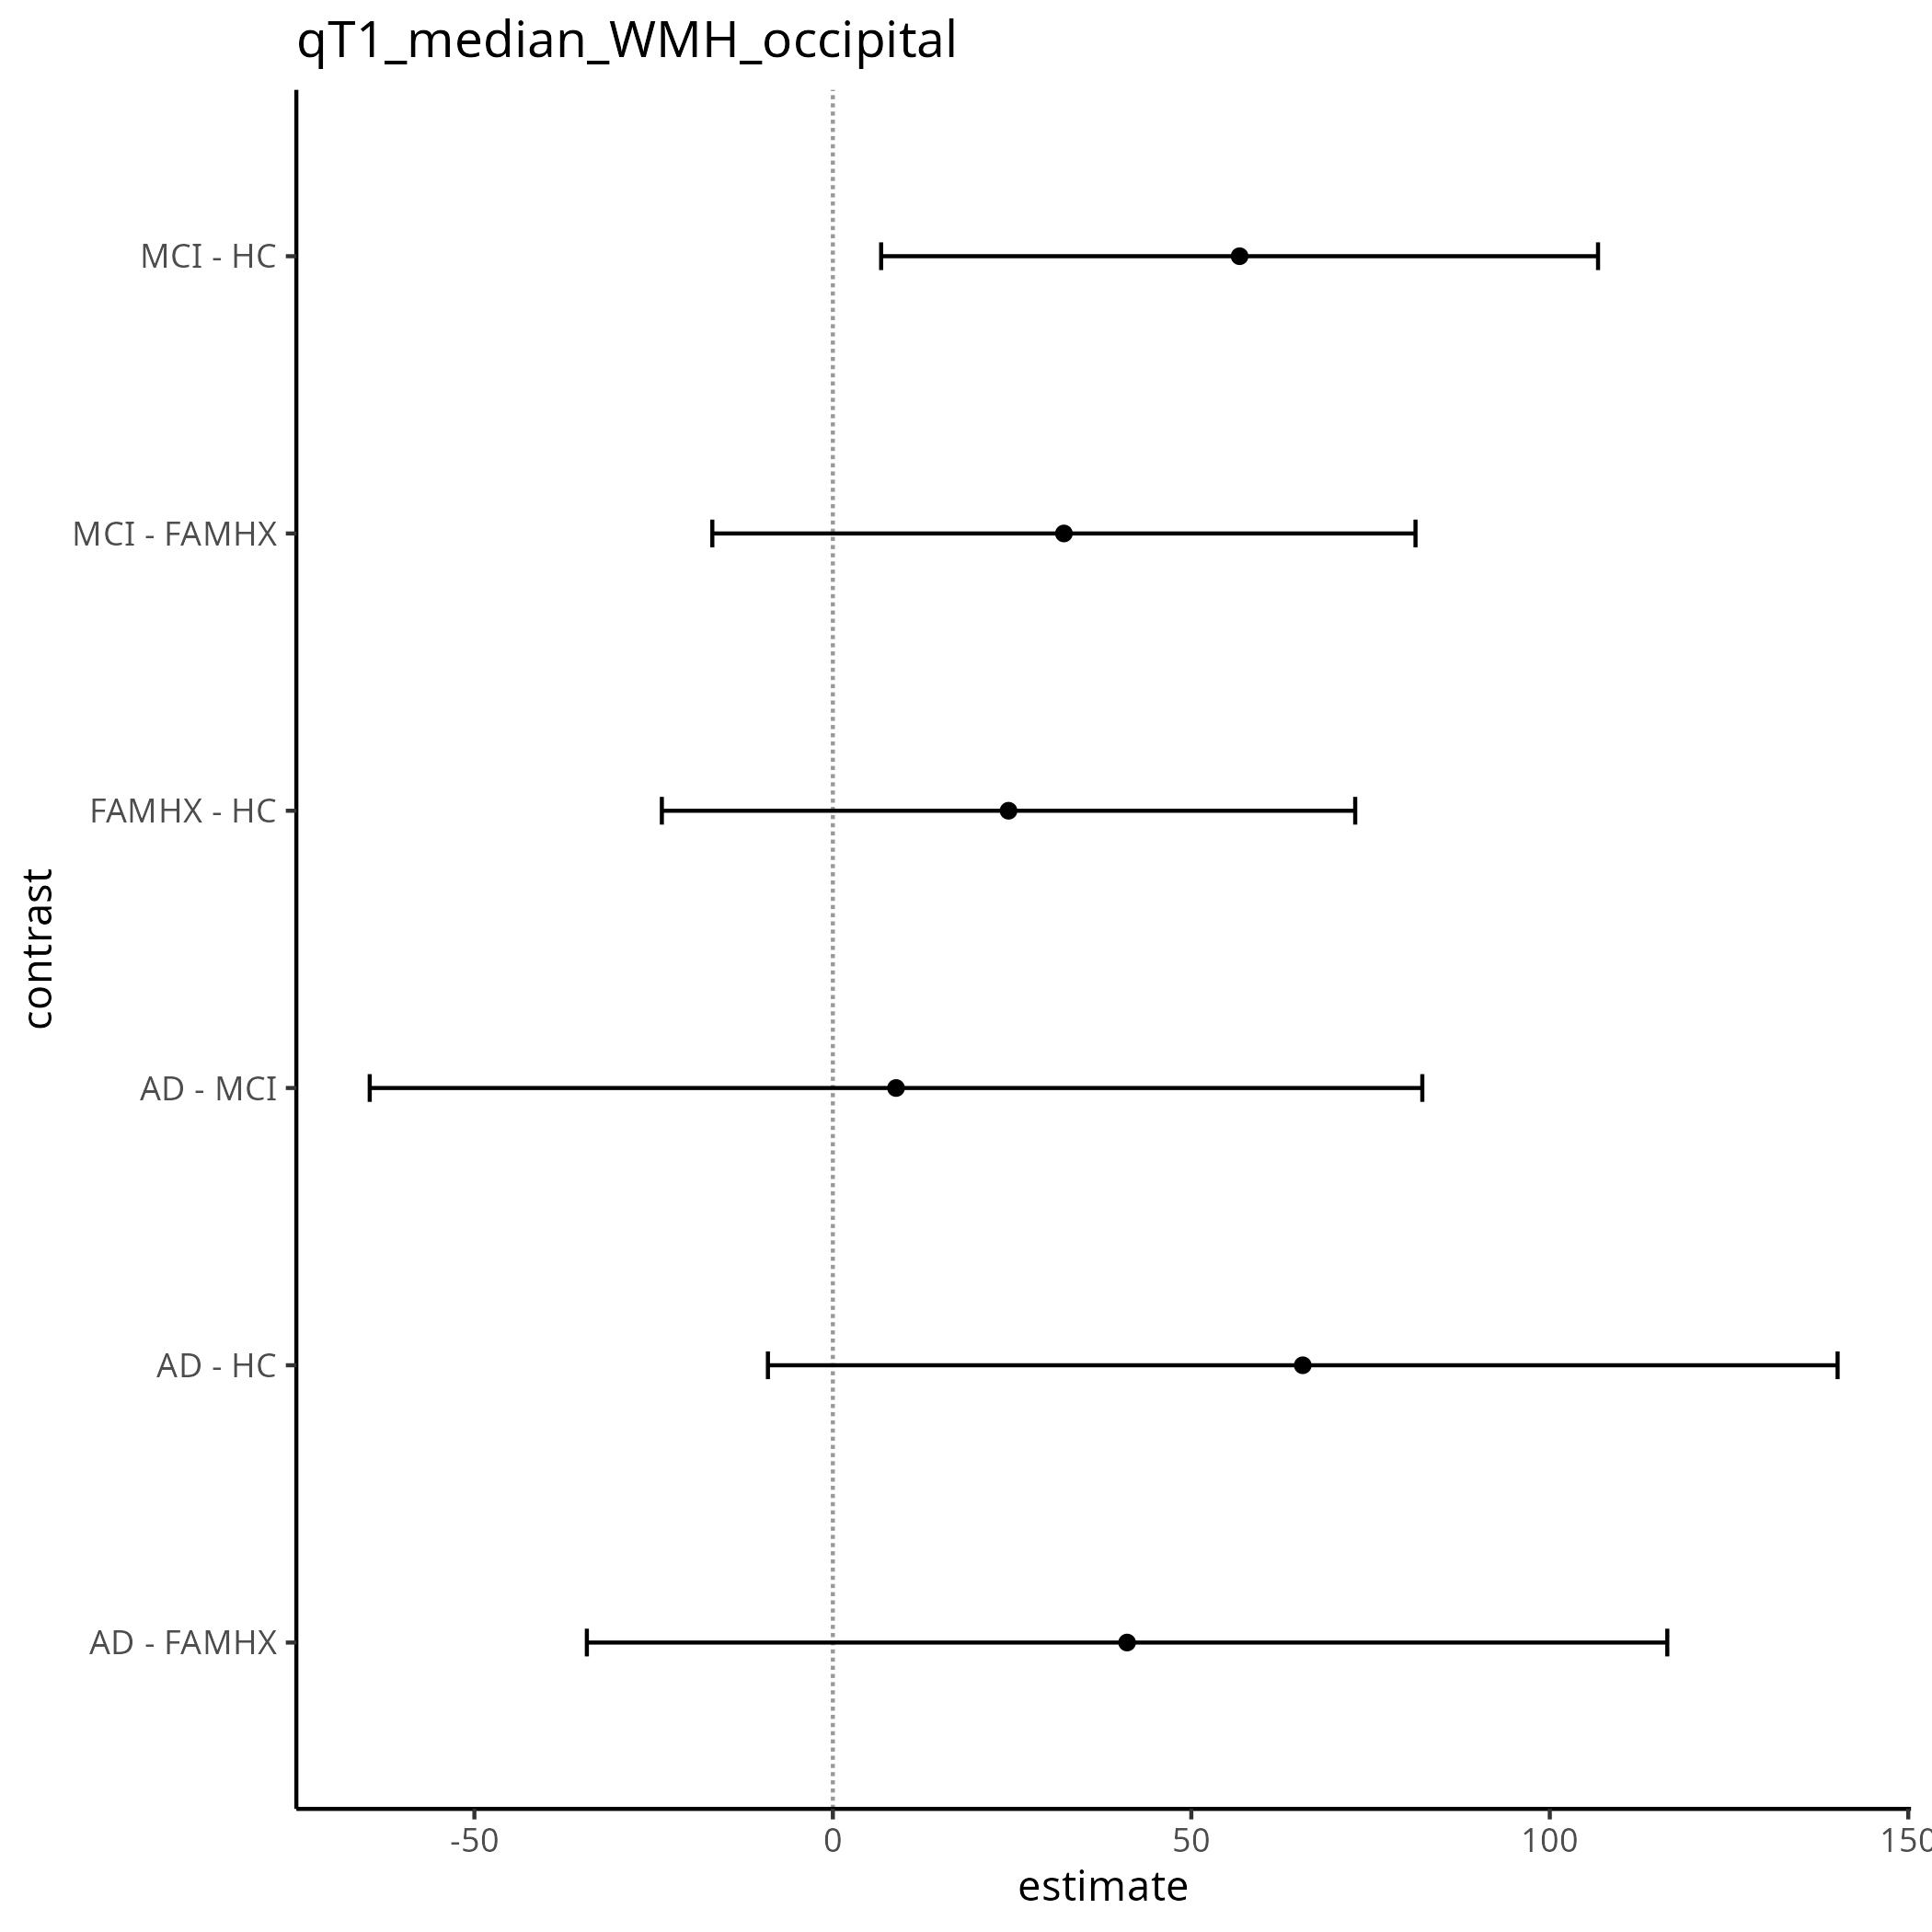 qT1_median_WMH_occipital
MCI - HC
MCI - FAMHX
FAMHX - HC
AD - MCI
AD - HC
AD - FAMHX
contrast
-50 0 50 100 150
estimate